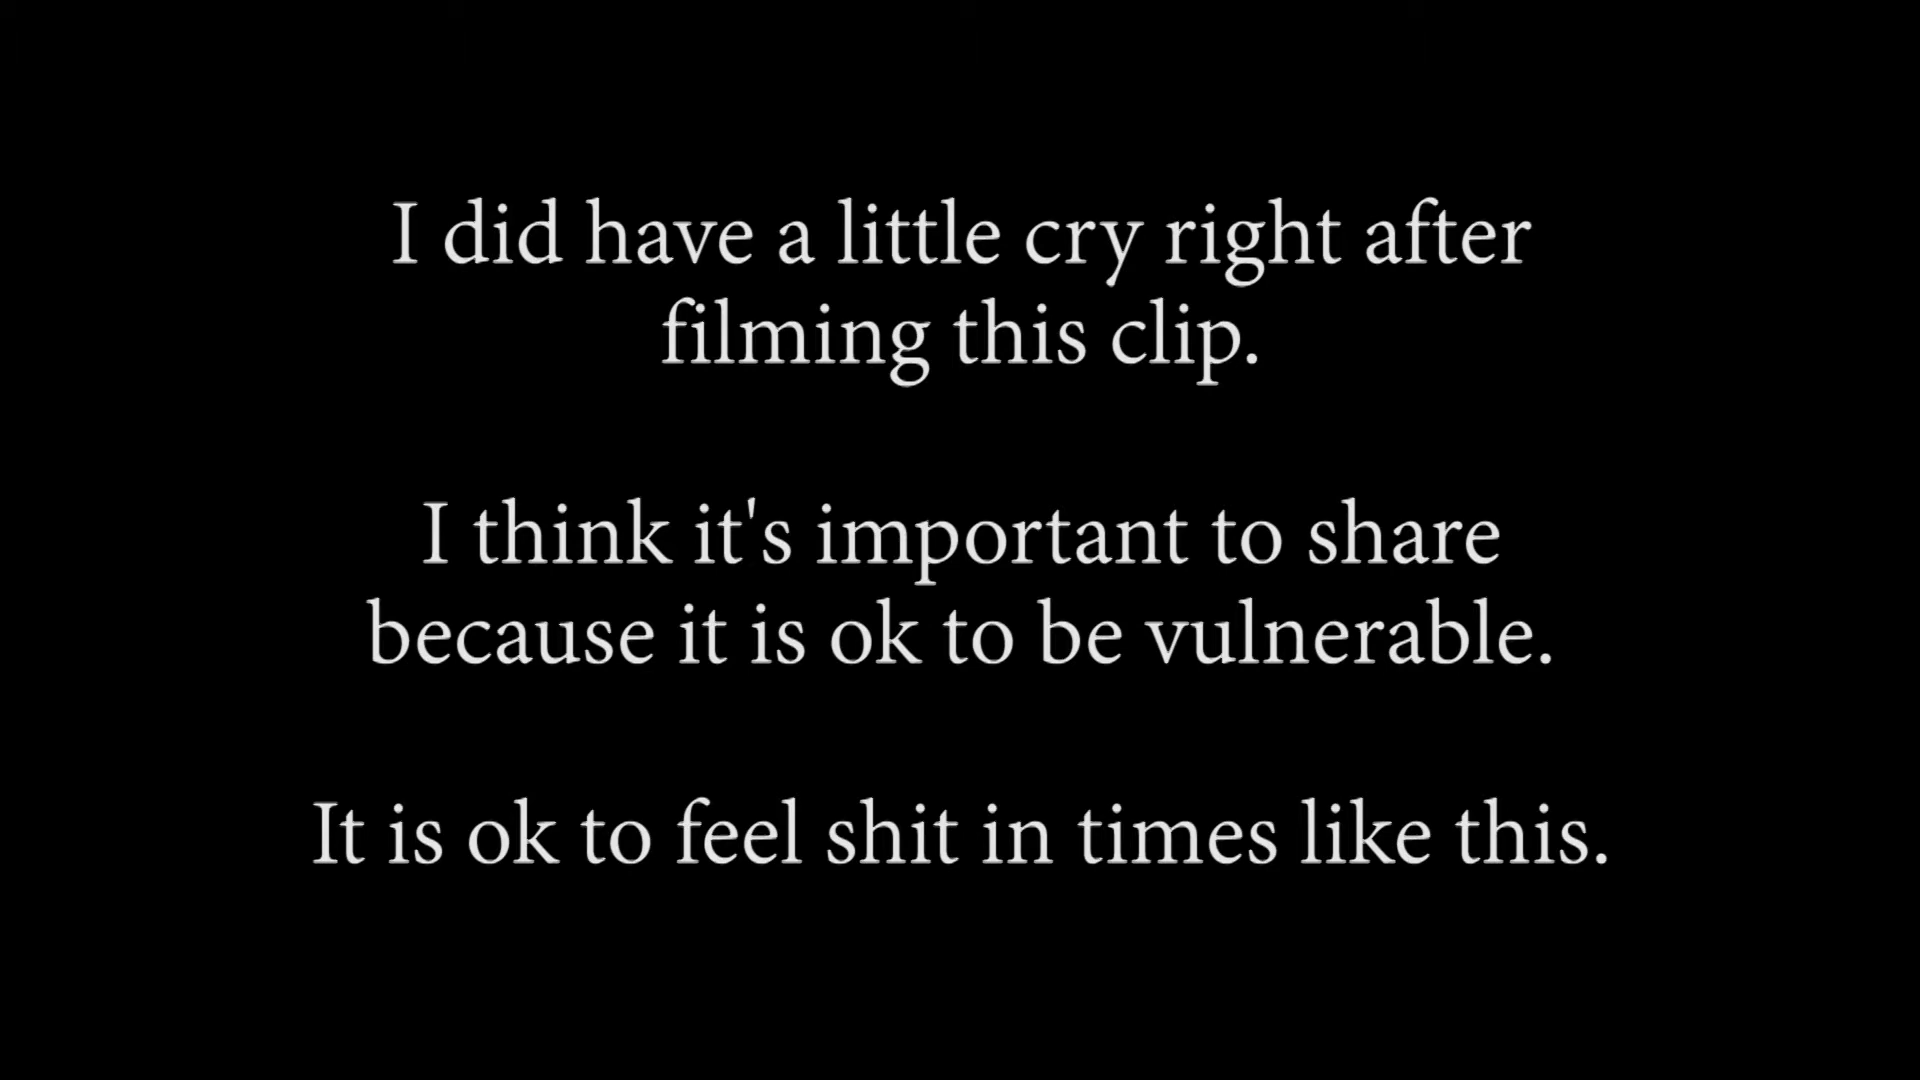 I did have a little cry right after
filming this clip.
I think it's important to share
because it is ok to be vulnerable.
It is ok to feel shit in times like this.